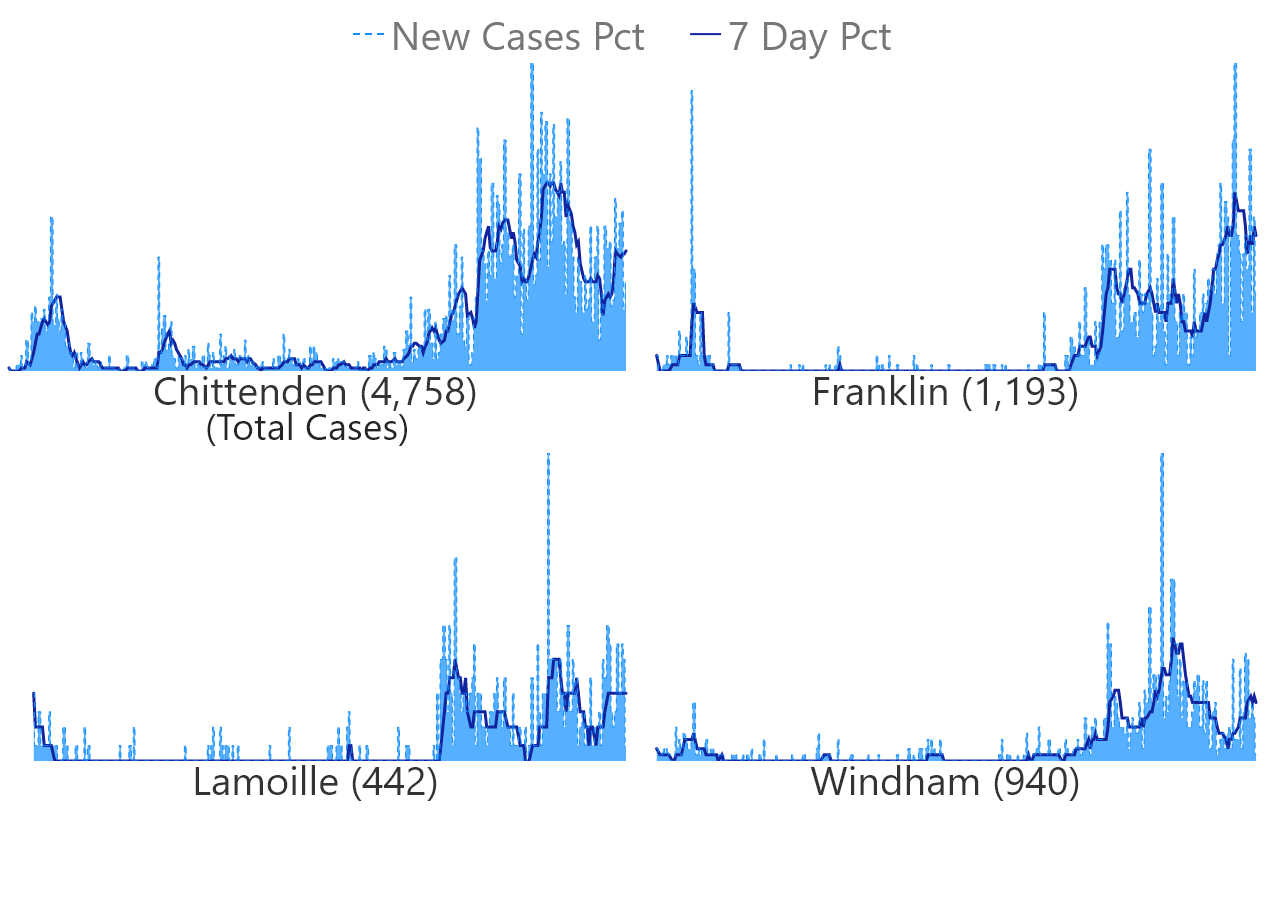 New Cases Pct 7 Day Pct
Chittenden (4,758) Franklin (1,193)
(Total Cases)
Lamoille (442) Windham (940)